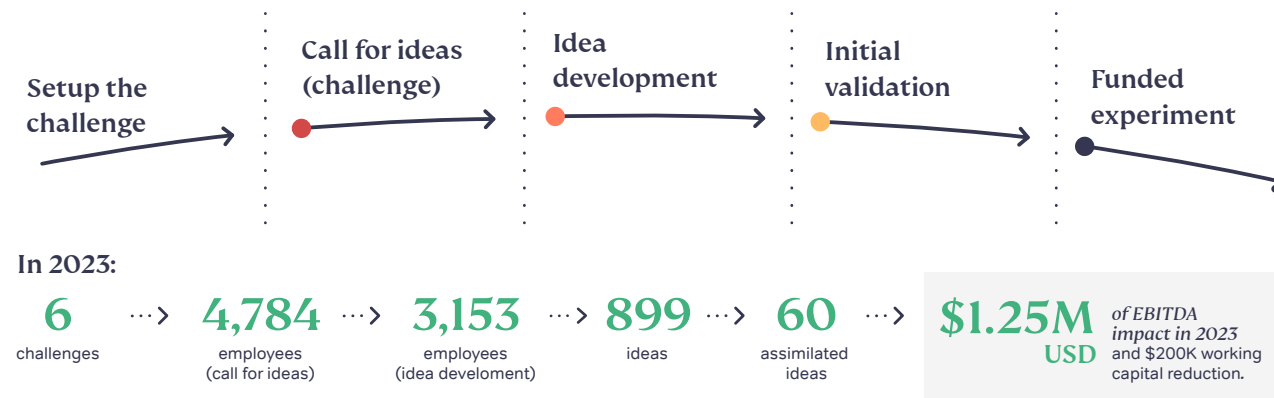 Setup the
challenge
Call for ideas
(challenge)
Idea
development
Initial
validation
Funded
experiment
In 2023:
6
challenges
4,784
employees
(call for ideas)
3,153
employees
(idea develoment)
899
ideas
60
assimilated
ideas
$1.25M
USD
of EBITDA
impact in 2023
and $200K working
capital reduction.